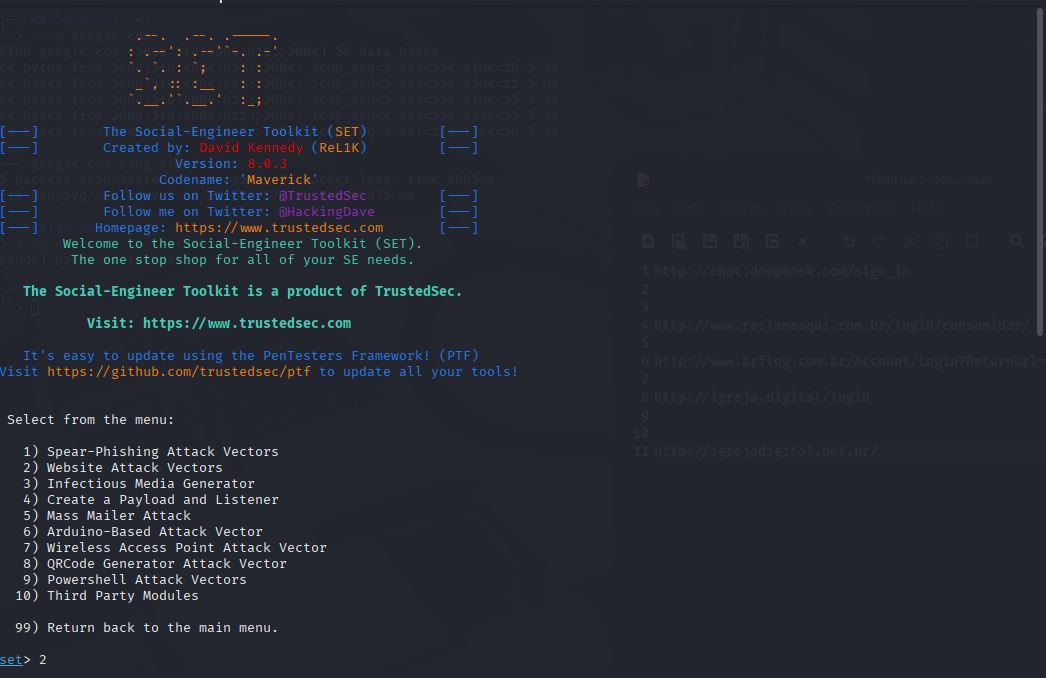 [---] The Social-Engineer Toolkit (SET) [---]
[---] Created by: David Kennedy (ReL1K) [---]
Version: 8.0.3
Codename: 'Maverick'
[---] Follow us on Twitter: @TrustedSec [---]
[---] Follow me on Twitter: @HackingDave [---]
[---] Homepage: https://www.trustedsec.com [---]
Welcome to the Social-Engineer Toolkit (SET).
The one stop shop for all of your SE needs.
The Social-Engineer Toolkit is a product of TrustedSec.
Visit: https://www.trustedsec.com
It's easy to update using the PenTesters Framework! (PTF)
Visit https://github.com/trustedsec/ptf to update all your tools!
Select from the menu:
1) Spear-Phishing Attack Vectors
2) Website Attack Vectors
3) Infectious Media Generator
4) Create a Payload and Listener
5) Mass Mailer Attack
6) Arduino-Based Attack Vector
7) Wireless Access Point Attack Vector
8) QRCode Generator Attack Vector
9) Powershell Attack Vectors
10) Third Party Modules
99) Return back to the main menu.
set> 2
File Edit Search View Document Help
1 http://chat.deepseek.com/sign_in
2
3
4 http://www.reclameaqui.com.br/login/consumidor/
5
6 http://www.brflog.com.br/Account/Login?ReturnUrl=
7
8 http://igreja.digital/login
9
10
11 http://igrejadigital.net.br/